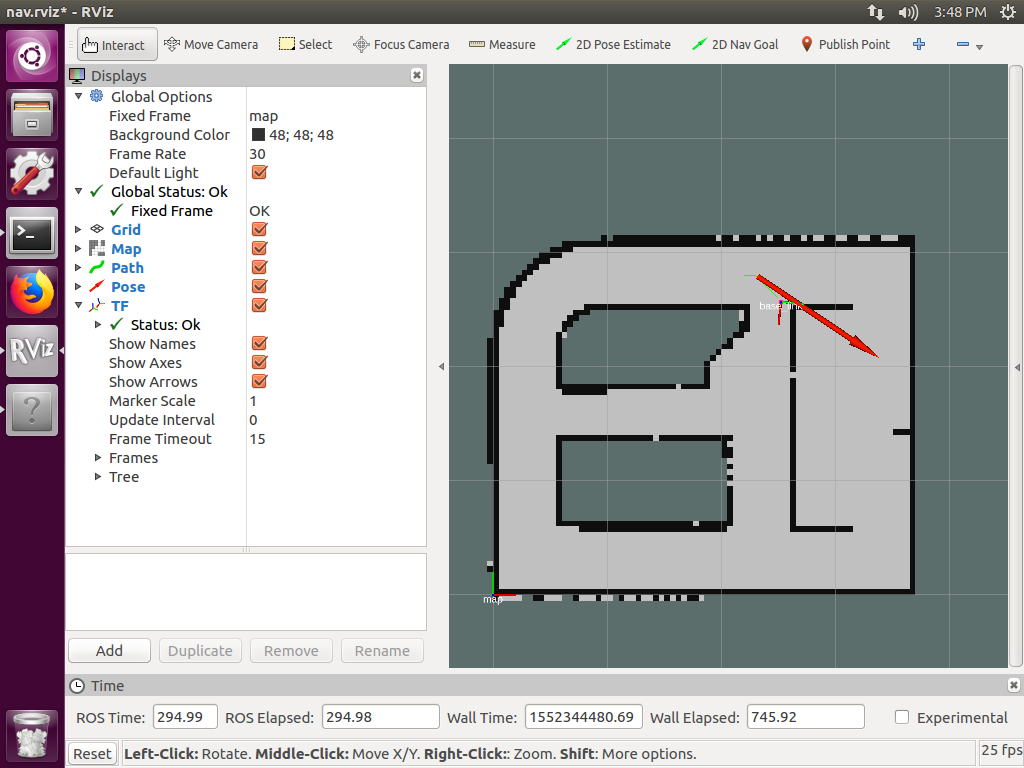 nav.rviz* - RViz
3:48 PM
Interact
Move Camera
Select
Focus Camera
Measure
2D Pose Estimate
2D Nav Goal
Publish Point
Displays
Global Options
Fixed Frame map
Background Color 48; 48; 48
Frame Rate 30
Default Light
Global Status: Ok
Fixed Frame OK
Grid
Map
Path
Pose
TF
Status: Ok
Show Names
Show Axes
Show Arrows
Marker Scale 1
Update Interval 0
Frame Timeout 15
Frames
Tree
RViz
map
Add
Duplicate
Remove
Rename
Time
ROS Time: 294.99 ROS Elapsed: 294.98 Wall Time: 1552344480.69 Wall Elapsed: 745.92 Experimental
Reset
Left-Click: Rotate. Middle-Click: Move X/Y. Right-Click:: Zoom. Shift: More options.
25 fps